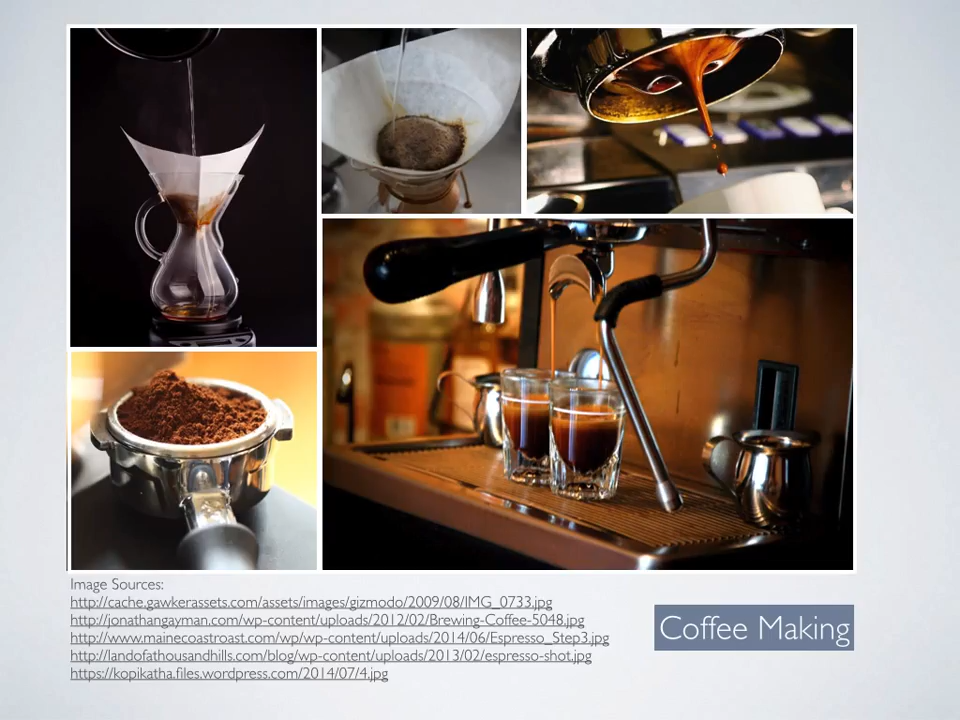 Image Sources:
http://cache.gawkerassets.com/assets/images/gizmodo/2009/08/IMG_0733.jpg
http://jonathangayman.com/wp-content/uploads/2012/02/Brewing-Coffee-5048.jpg
http://www.mainecoastroast.com/wp/wp-content/uploads/2014/06/Espresso_Step3.jpg
http://landofathousandhills.com/blog/wp-content/uploads/2013/02/espresso-shot.jpg
https://kopikatha.files.wordpress.com/2014/07/4.jpg
Coffee Making